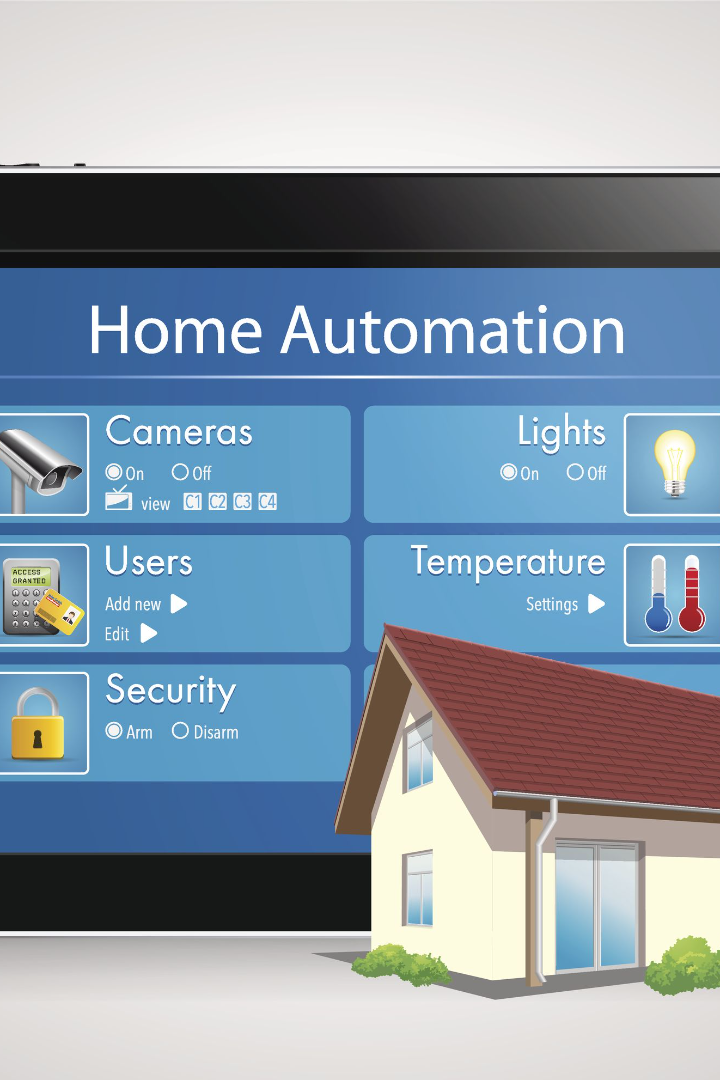 Home Automation
Cameras
On Off
view C1 C2 C3 C4
Lights
On Off
ACCESS
GRANTED
Users
Add new
Edit
Temperature
Settings
Security
Arm Disarm